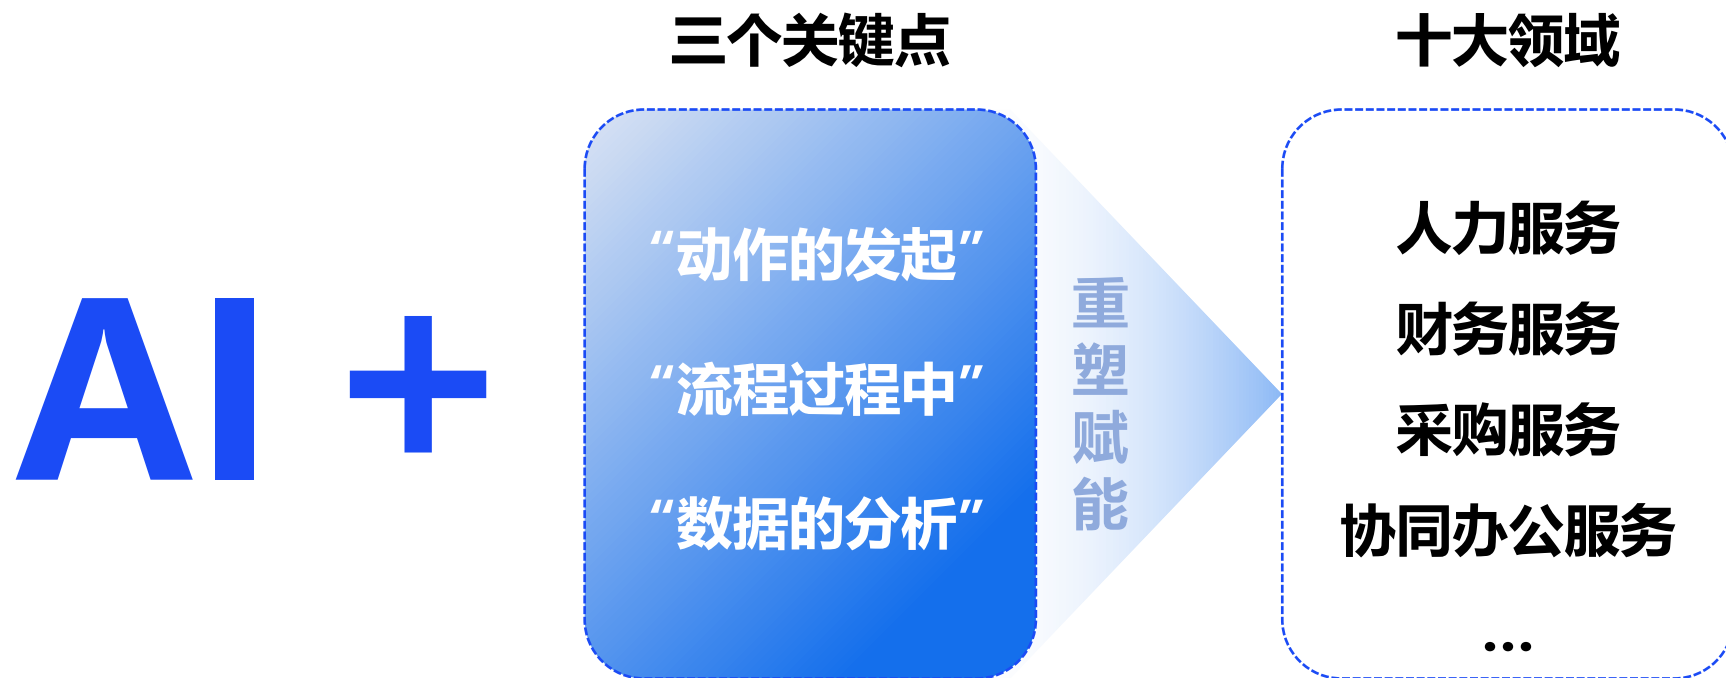 三个关键点
十大领域
AI +
“动作的发起”
“流程过程中”
“数据的分析”
重塑赋能
人力服务
财务服务
采购服务
协同办公服务
...